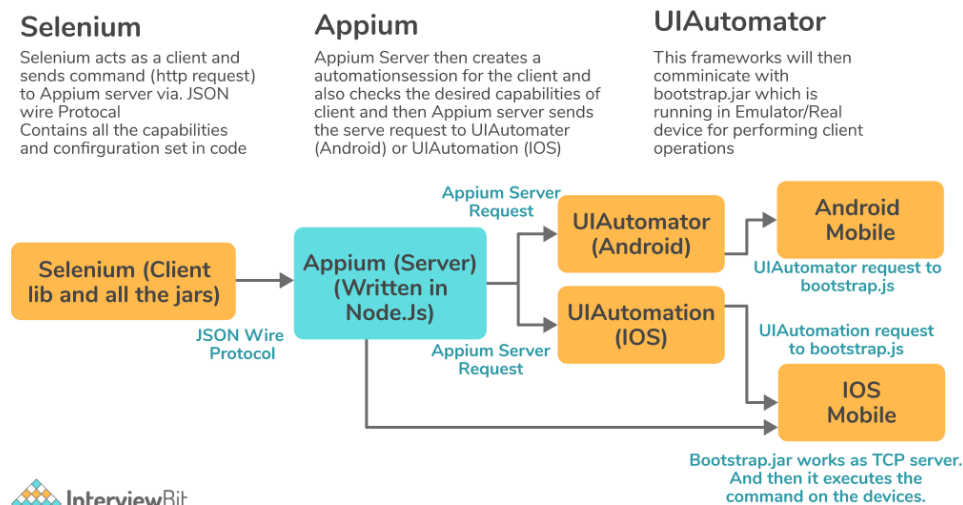 Selenium
Selenium acts as a client and
sends command (http request)
to Appium server via. JSON
wire Protocal
Contains all the capabilities
and confirguration set in code
Appium
Appium Server then creates a
automationsession for the client and
also checks the desired capabilities of
client and then Appium server sends
the serve request to UIAutomater
(Android) or UIAutomation (IOS)
UIAutomator
This frameworks will then
comminicate with
bootstrap.jar which is
running in Emulator/Real
device for performing client
operations
Selenium (Client
lib and all the jars)
JSON Wire
Protocol
Appium (Server)
(Written in
Node.Js)
Appium Server
Request
UIAutomator
(Android)
Android
Mobile
UIAutomator request to
bootstrap.js
Appium Server
Request
UIAutomation
(IOS)
UIAutomation request
to bootstrap.js
IOS
Mobile
Bootstrap.jar works as TCP server.
And then it executes the
command on the devices.
InterviewBit